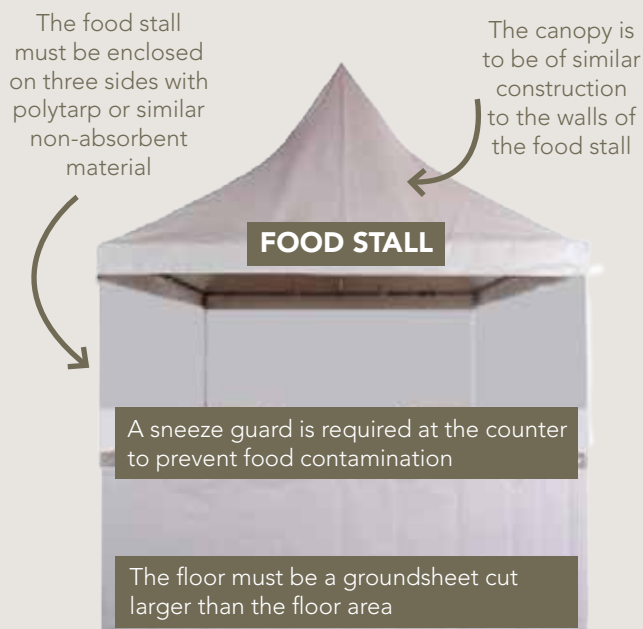 The food stall
must be enclosed
on three sides with
polytarp or similar
non-absorbent
material
The canopy is
to be of similar
construction
to the walls of
the food stall
FOOD STALL
A sneeze guard is required at the counter
to prevent food contamination
The floor must be a groundsheet cut
larger than the floor area